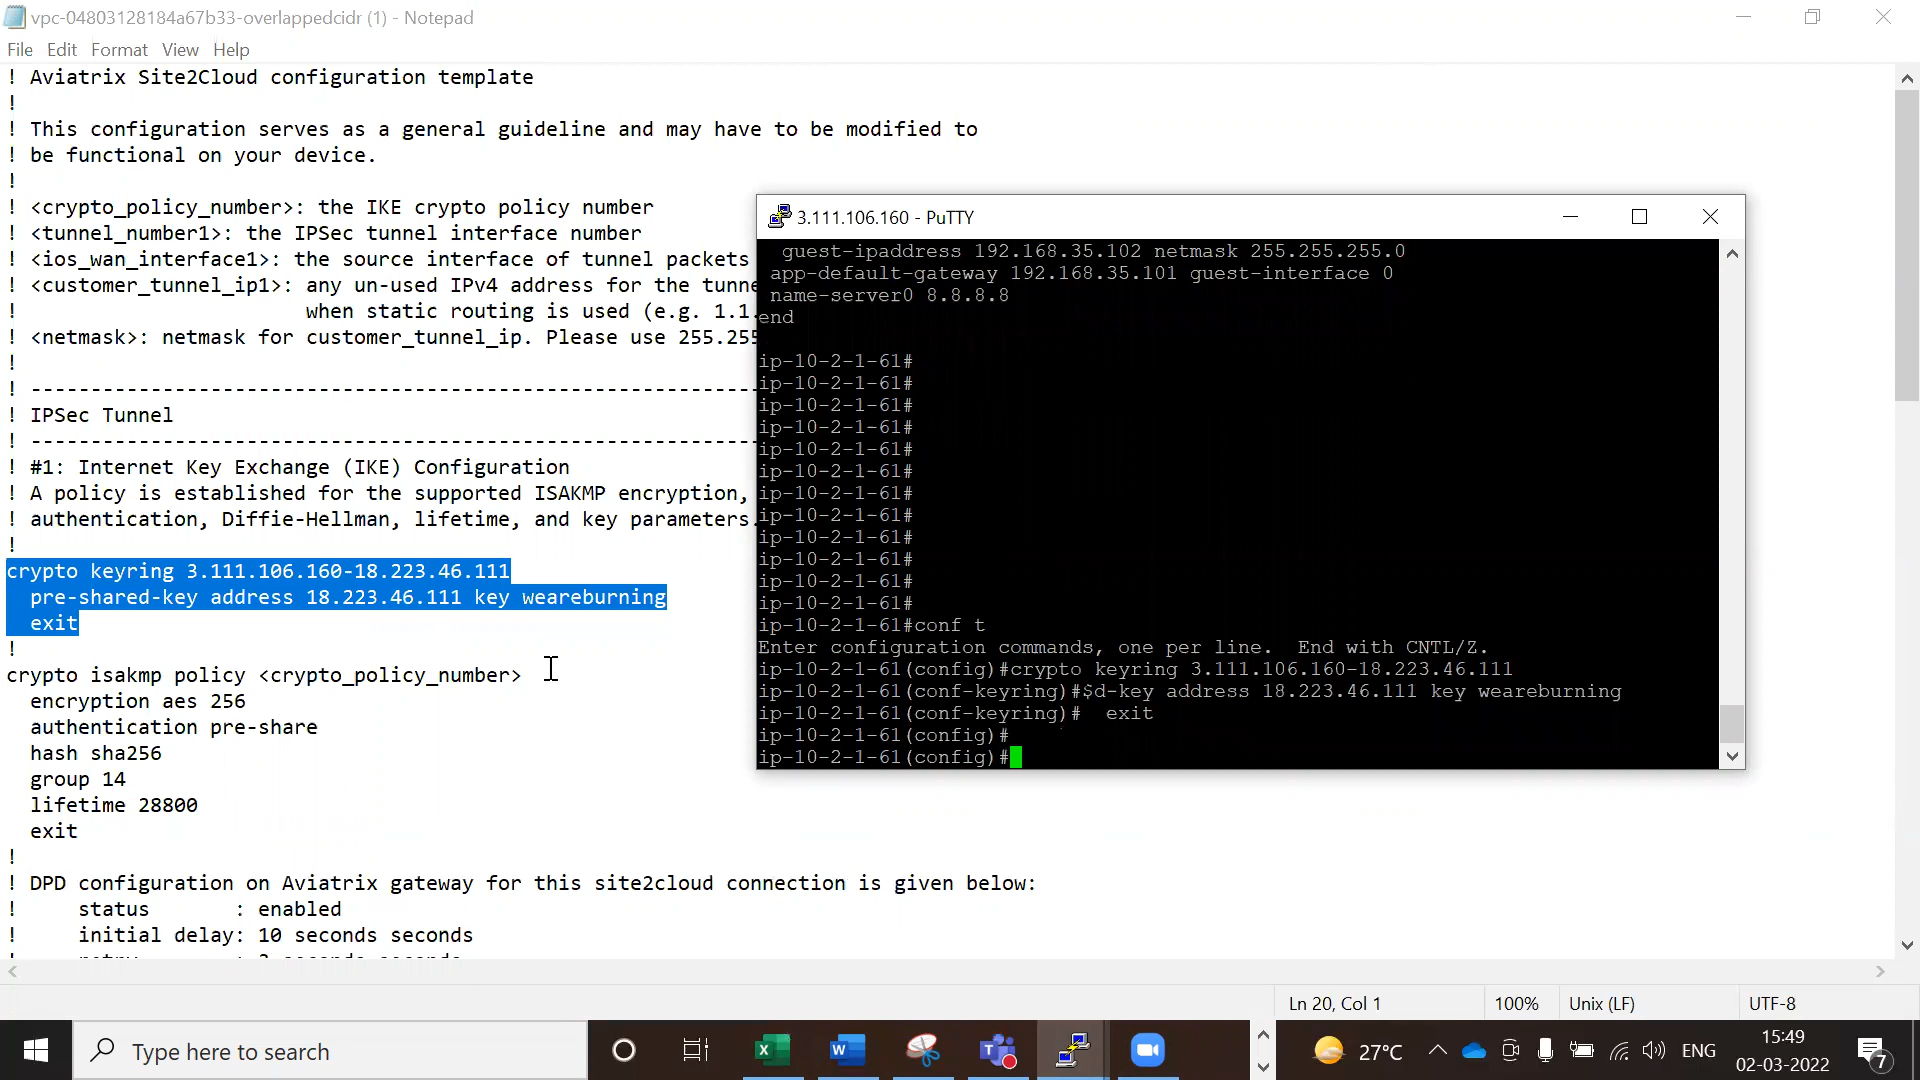 vpc-04803128184a67b33-overlappedcidr (1) - Notepad
File Edit Format View Help
! Aviatrix Site2Cloud configuration template
!
! This configuration serves as a general guideline and may have to be modified to
! be functional on your device.
!
! <crypto_policy_number>: the IKE crypto policy number
! <tunnel_number1>: the IPSec tunnel interface number
! <ios_wan_interface1>: the source interface of tunnel packets
! <customer_tunnel_ip1>: any un-used IPv4 address for the tunne
! when static routing is used (e.g. 1.1.
! <netmask>: netmask for customer_tunnel_ip. Please use 255.255
!
! ------------------------------------------------------------
! IPSec Tunnel
! ------------------------------------------------------------
! #1: Internet Key Exchange (IKE) Configuration
! A policy is established for the supported ISAKMP encryption,
! authentication, Diffie-Hellman, lifetime, and key parameters.
!
crypto keyring 3.111.106.160-18.223.46.111
pre-shared-key address 18.223.46.111 key weareburning
exit
!
crypto isakmp policy <crypto_policy_number>
encryption aes 256
authentication pre-share
hash sha256
group 14
lifetime 28800
exit
!
! DPD configuration on Aviatrix gateway for this site2cloud connection is given below:
! status : enabled
! initial delay: 10 seconds seconds
3.111.106.160 - PuTTY
guest-ipaddress 192.168.35.102 netmask 255.255.255.0
app-default-gateway 192.168.35.101 guest-interface 0
name-server0 8.8.8.8
end
ip-10-2-1-61#
ip-10-2-1-61#
ip-10-2-1-61#
ip-10-2-1-61#
ip-10-2-1-61#
ip-10-2-1-61#
ip-10-2-1-61#
ip-10-2-1-61#
ip-10-2-1-61#
ip-10-2-1-61#
ip-10-2-1-61#
ip-10-2-1-61#
ip-10-2-1-61#conf t
Enter configuration commands, one per line. End with CNTL/Z.
ip-10-2-1-61(config)#crypto keyring 3.111.106.160-18.223.46.111
ip-10-2-1-61(conf-keyring)#$d-key address 18.223.46.111 key weareburning
ip-10-2-1-61(conf-keyring)# exit
ip-10-2-1-61(config)#
ip-10-2-1-61(config)#
Ln 20, Col 1 100% Unix (LF) UTF-8
Type here to search
27°C ENG
15:49
02-03-2022
7